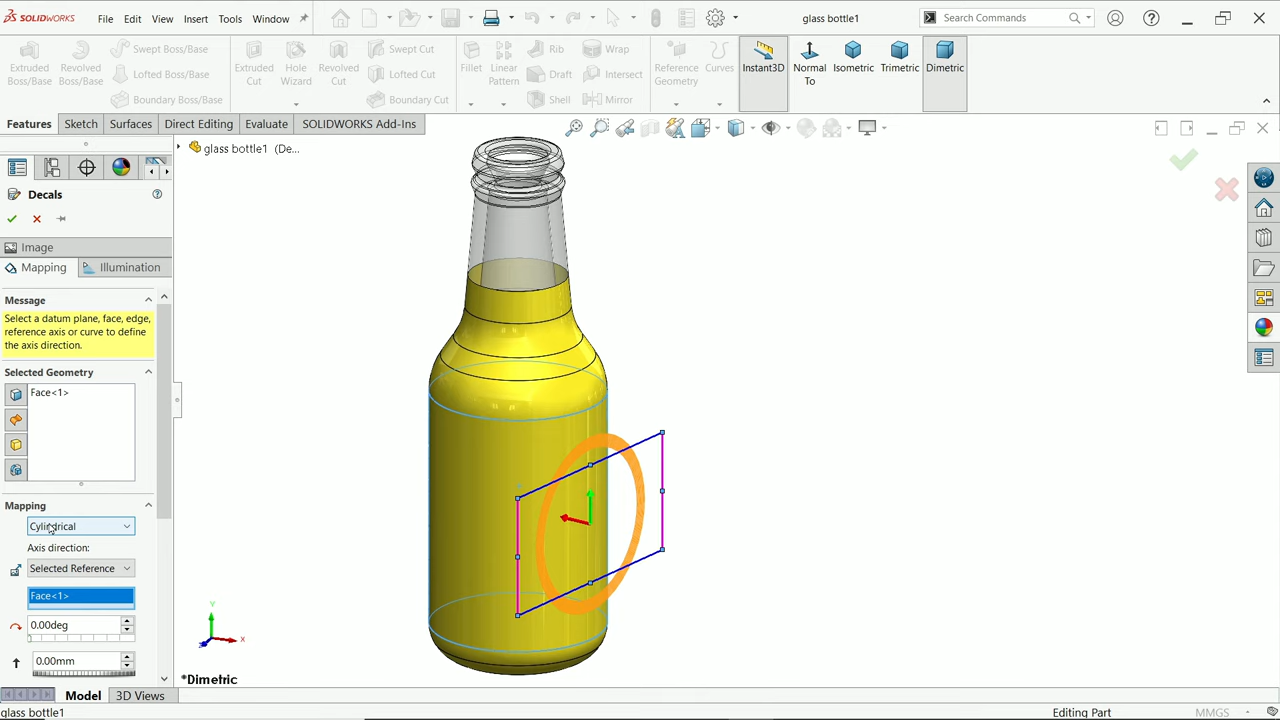 SOLIDWORKS File Edit View Insert Tools Window glass bottle1 Search Commands
Extruded Boss/Base
Revolved Boss/Base
Swept Boss/Base
Lofted Boss/Base
Boundary Boss/Base
Extruded Cut
Hole Wizard
Revolved Cut
Swept Cut
Lofted Cut
Boundary Cut
Fillet
Linear Pattern
Rib
Draft
Shell
Wrap
Intersect
Mirror
Reference Geometry
Curves
Instant3D
Normal To
Isometric
Trimetric
Dimetric
Features Sketch Surfaces Direct Editing Evaluate SOLIDWORKS Add-Ins
glass bottle1 (De...
Decals
Image
Mapping Illumination
Message
Select a datum plane, face, edge,
reference axis or curve to define
the axis direction.
Selected Geometry
Face<1>
Mapping
Cylindrical
Axis direction:
Selected Reference
Face<1>
0.00deg
0.00mm
Y
X
Z
*Dimetric
Model 3D Views
glass bottle1 Editing Part MMGS